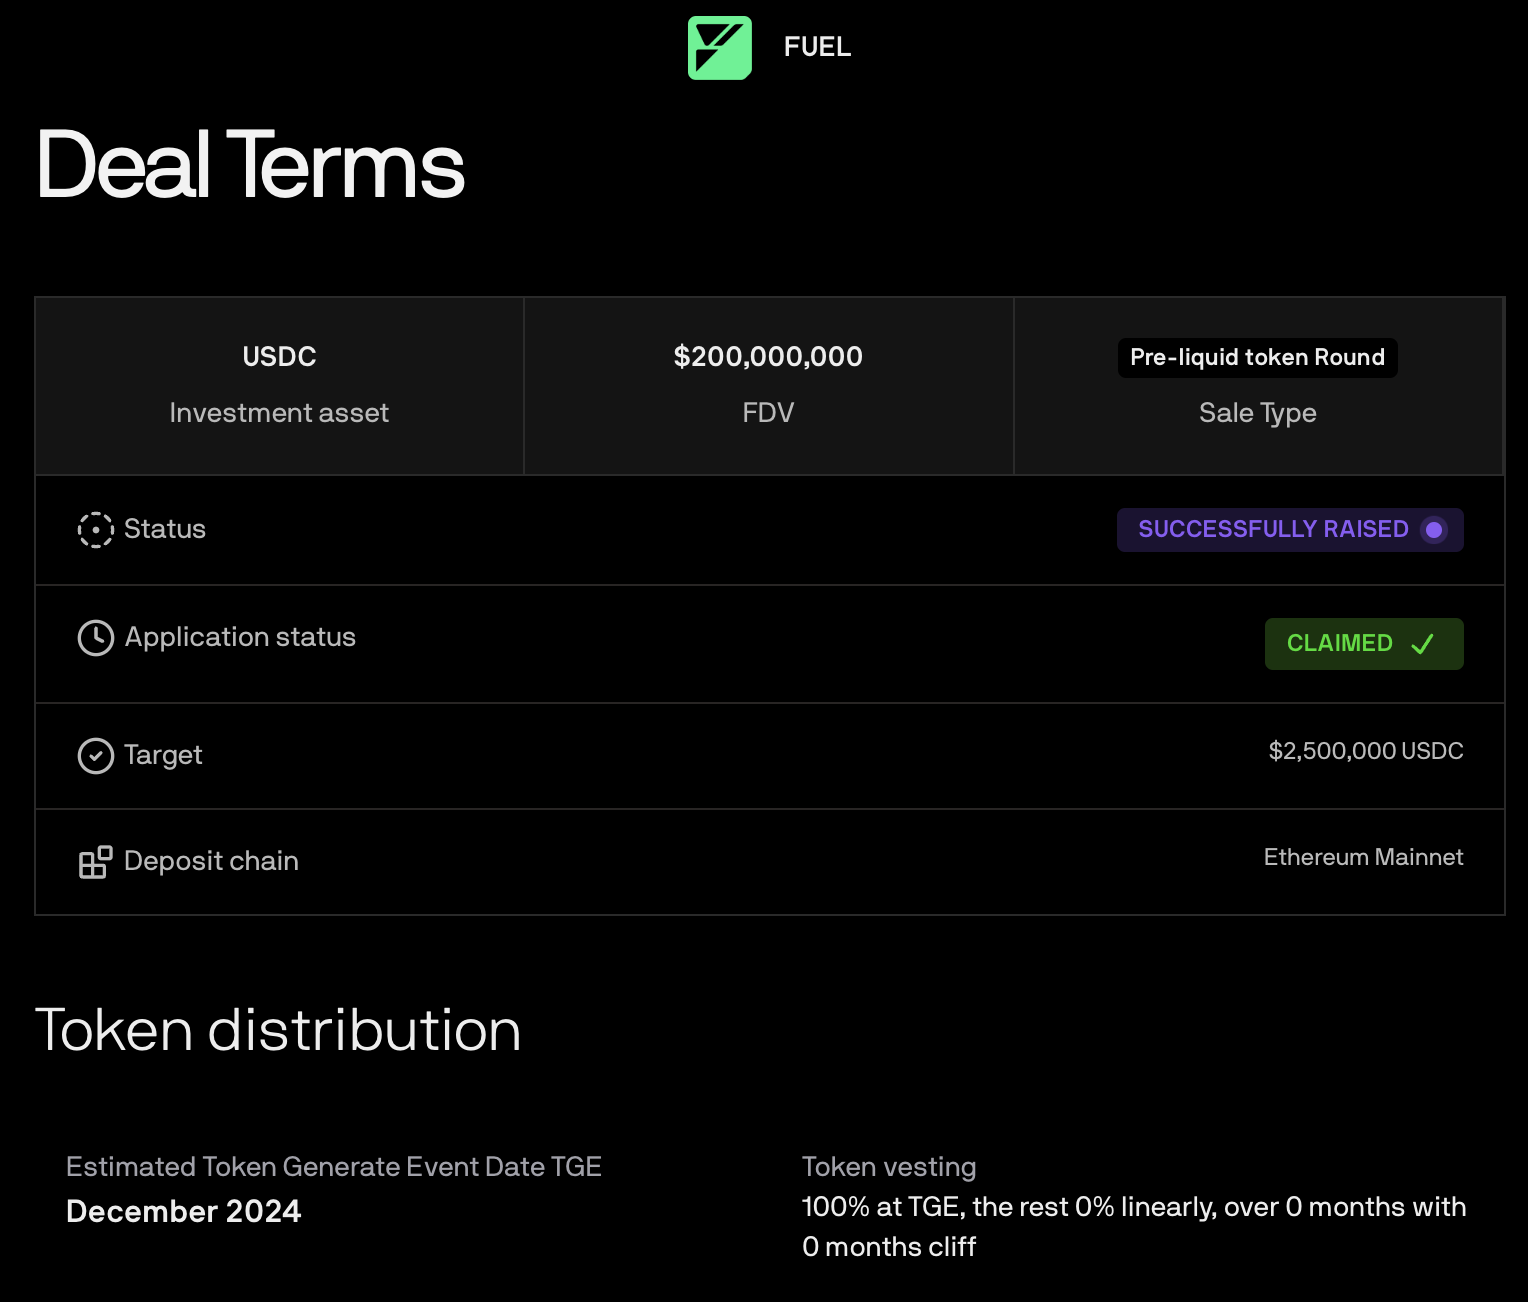 FUEL
Deal Terms
USDC
Investment asset
$200,000,000
FDV
Pre-liquid token Round
Sale Type
Status
SUCCESSFULLY RAISED
Application status
CLAIMED
Target
$2,500,000 USDC
Deposit chain
Ethereum Mainnet
Token distribution
Estimated Token Generate Event Date TGE
December 2024
Token vesting
100% at TGE, the rest 0% linearly, over 0 months with
0 months cliff